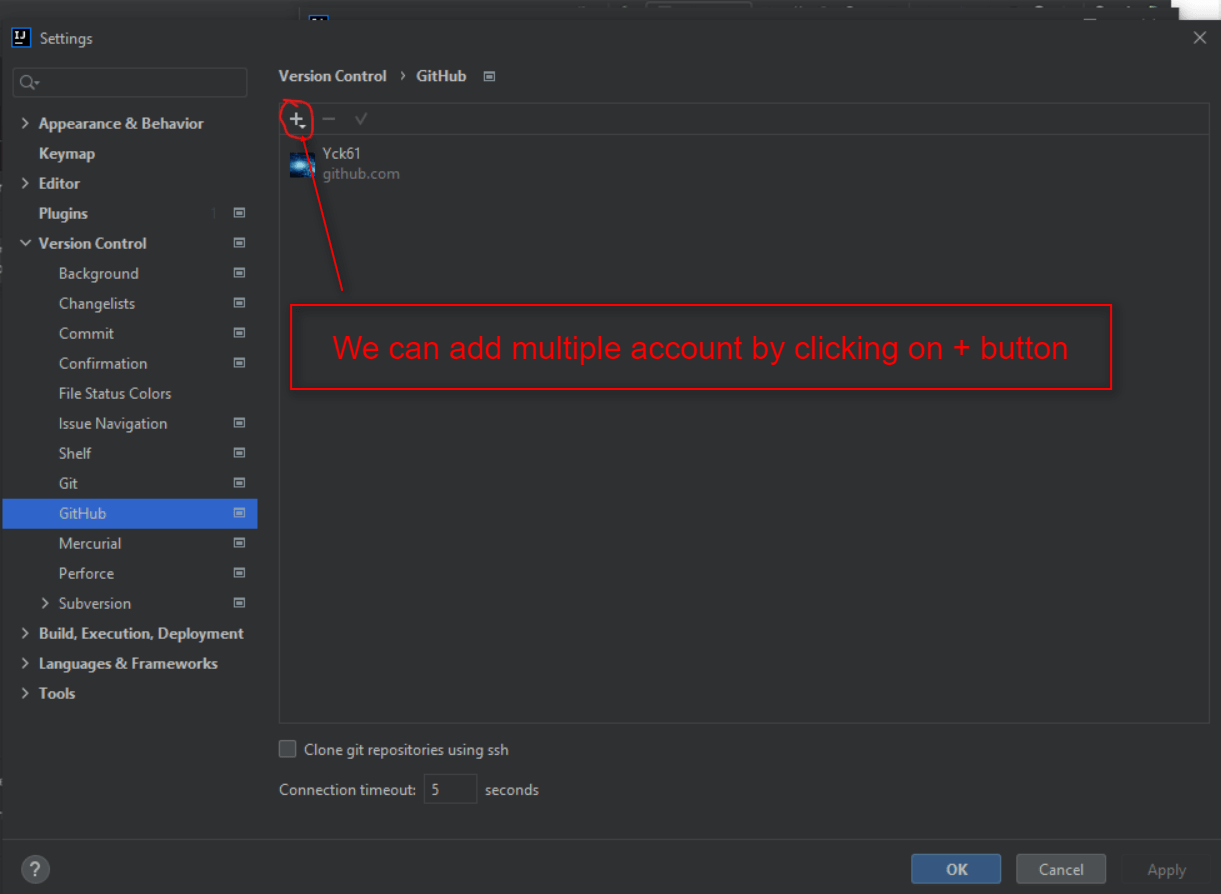 Settings
Version Control › GitHub
Appearance & Behavior
Keymap
Editor
Plugins 1
Version Control
Background
Changelists
Commit
Confirmation
File Status Colors
Issue Navigation
Shelf
Git
GitHub
Mercurial
Perforce
Subversion
Build, Execution, Deployment
Languages & Frameworks
Tools
Yck61
github.com
We can add multiple account by clicking on + button
Clone git repositories using ssh
Connection timeout: 5 seconds
?
OK
Cancel
Apply